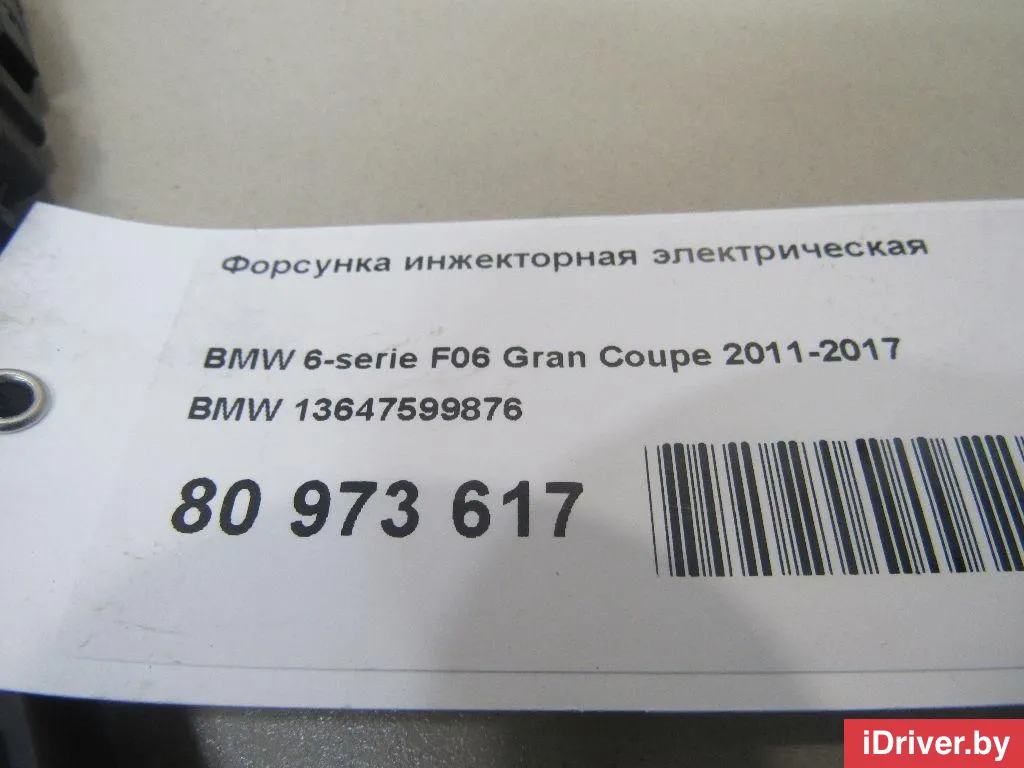 Форсунка инжекторная электрическая
BMW 6-serie F06 Gran Coupe 2011-2017
BMW 13647599876
80 973 617
iDriver.by